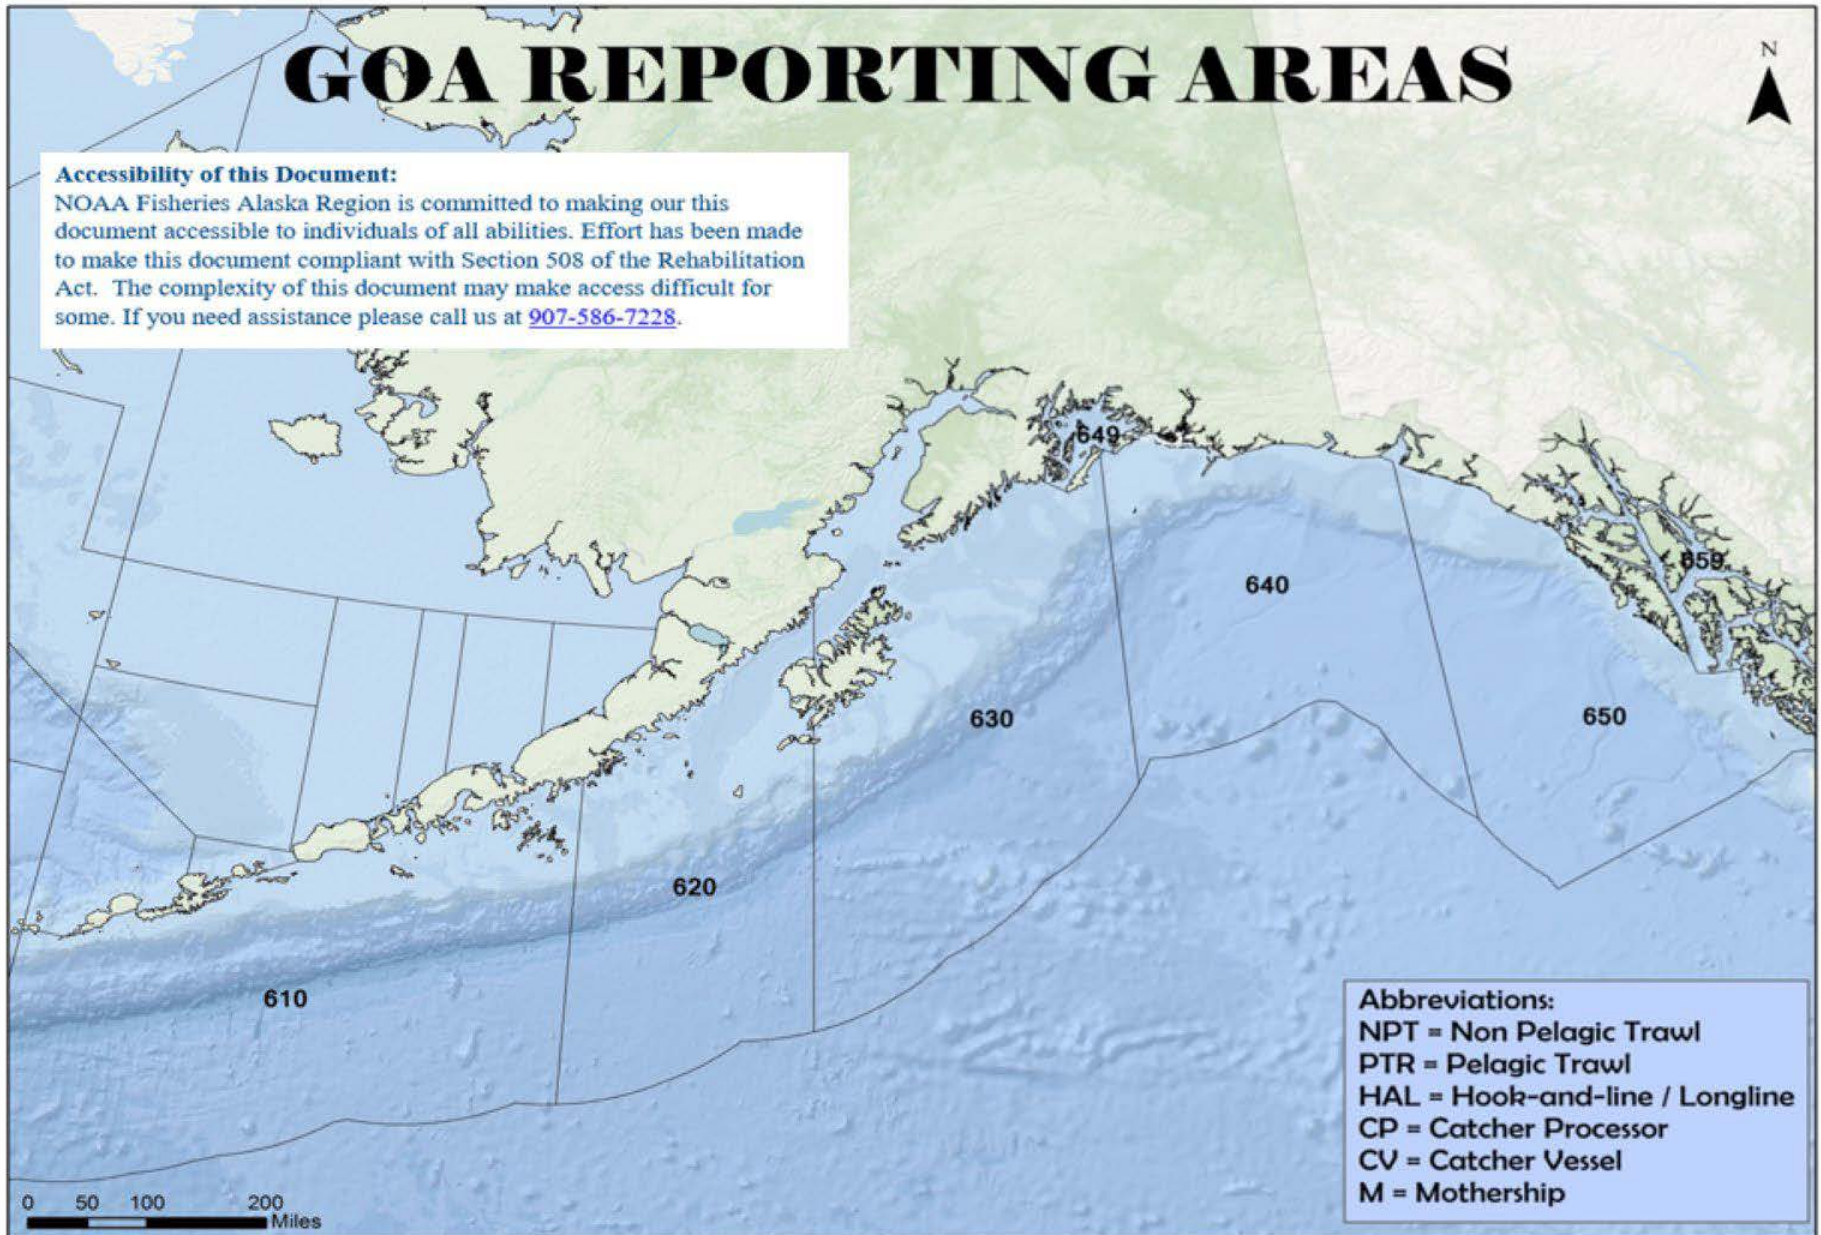 GOA REPORTING AREAS
N
Accessibility of this Document:
NOAA Fisheries Alaska Region is committed to making our this
document accessible to individuals of all abilities. Effort has been made
to make this document compliant with Section 508 of the Rehabilitation
Act. The complexity of this document may make access difficult for
some. If you need assistance please call us at 907-586-7228.
649
659
640
650
630
620
610
Abbreviations:
NPT = Non Pelagic Trawl
PTR = Pelagic Trawl
HAL = Hook-and-line / Longline
CP = Catcher Processor
CV = Catcher Vessel
M = Mothership
0 50 100 200
Miles